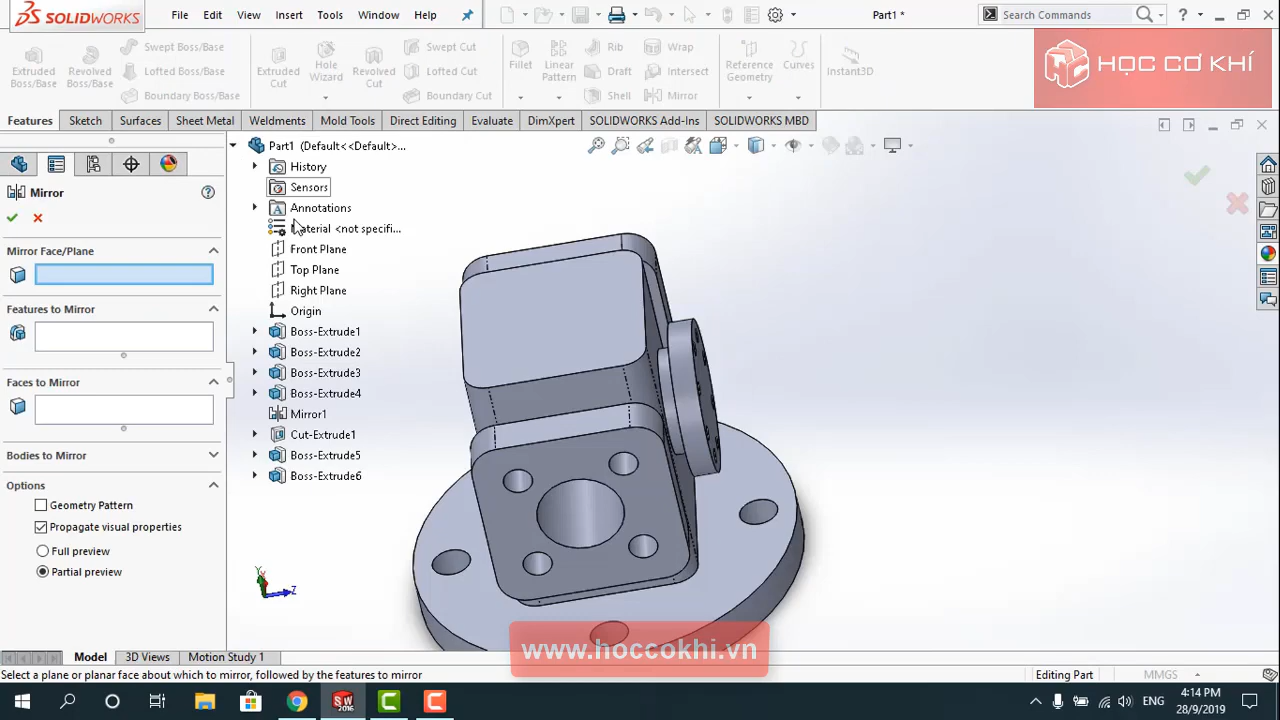 SOLIDWORKS File Edit View Insert Tools Window Help Part1 * Search Commands ?
Extruded Boss/Base
Revolved Boss/Base
Swept Boss/Base
Lofted Boss/Base
Boundary Boss/Base
Extruded Cut
Hole Wizard
Revolved Cut
Swept Cut
Lofted Cut
Boundary Cut
Fillet
Linear Pattern
Rib
Draft
Shell
Wrap
Intersect
Mirror
Reference Geometry
Curves
Instant3D
HỌC CƠ KHÍ
Features Sketch Surfaces Sheet Metal Weldments Mold Tools Direct Editing Evaluate DimXpert SOLIDWORKS Add-Ins SOLIDWORKS MBD
Mirror
Mirror Face/Plane
Features to Mirror
Faces to Mirror
Bodies to Mirror
Options
Geometry Pattern
Propagate visual properties
Full preview
Partial preview
Part1 (Default<<Default>...
History
Sensors
Annotations
Material <not specifi...
Front Plane
Top Plane
Right Plane
Origin
Boss-Extrude1
Boss-Extrude2
Boss-Extrude3
Boss-Extrude4
Mirror1
Cut-Extrude1
Boss-Extrude5
Boss-Extrude6
Y
Z
www.hoccokhi.vn
Model 3D Views Motion Study 1
Select a plane or planar face about which to mirror, followed by the features to mirror Editing Part MMGS
SW 2016
ENG
4:14 PM
28/9/2019